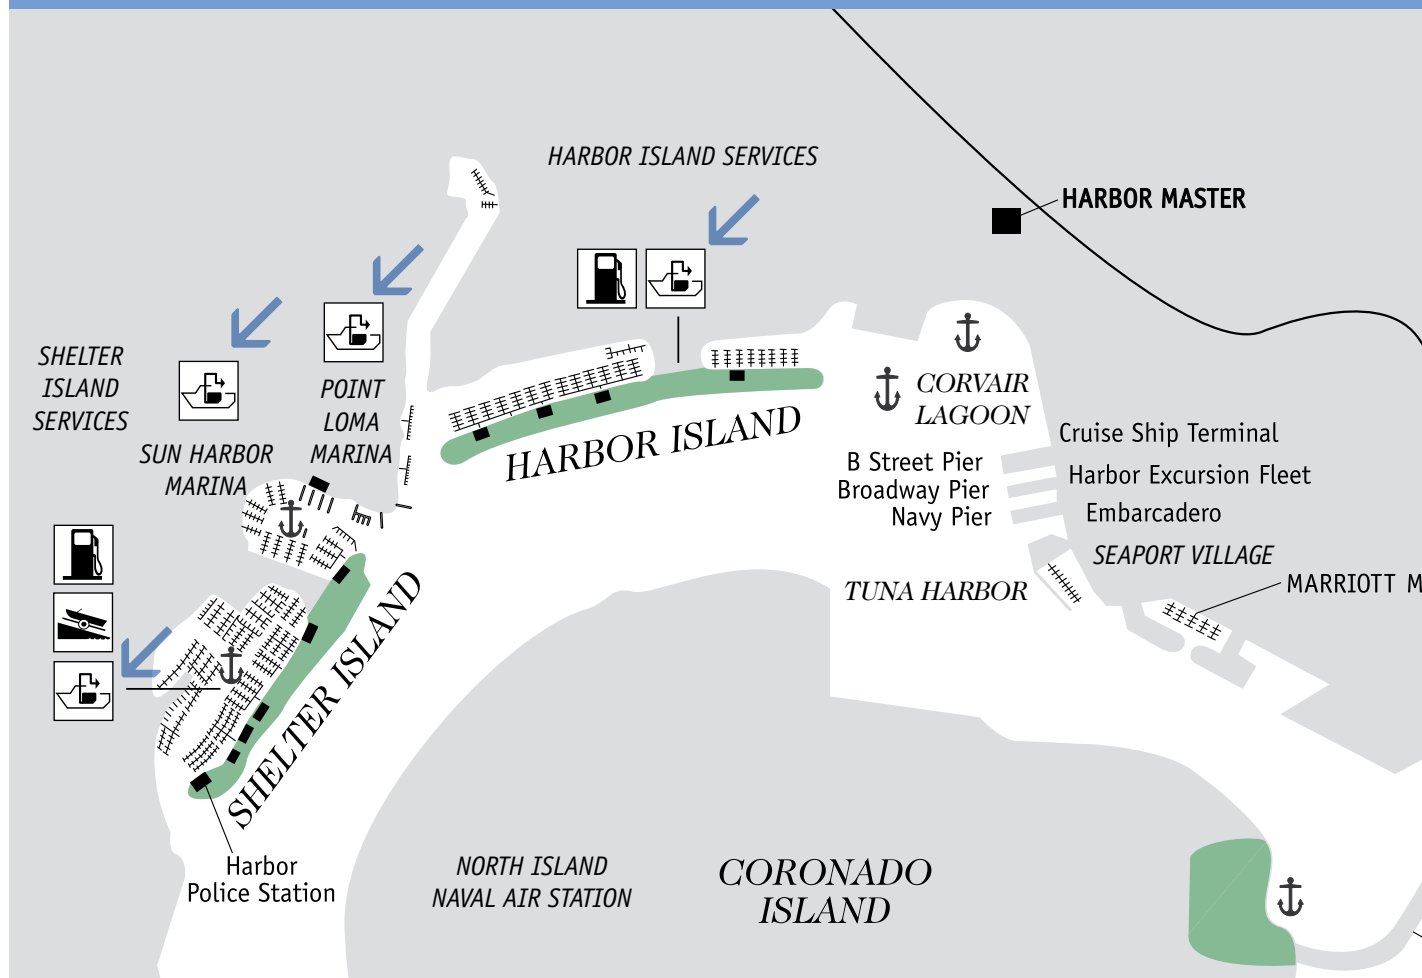 HARBOR ISLAND SERVICES
HARBOR MASTER
SHELTER
ISLAND
SERVICES
POINT
LOMA
MARINA
SUN HARBOR
MARINA
HARBOR ISLAND
CORVAIR
LAGOON
Cruise Ship Terminal
B Street Pier
Harbor Excursion Fleet
Broadway Pier
Navy Pier
Embarcadero
SEAPORT VILLAGE
TUNA HARBOR
MARRIOTT M
SHELTER ISLAND
Harbor
Police Station
NORTH ISLAND
NAVAL AIR STATION
CORONADO
ISLAND